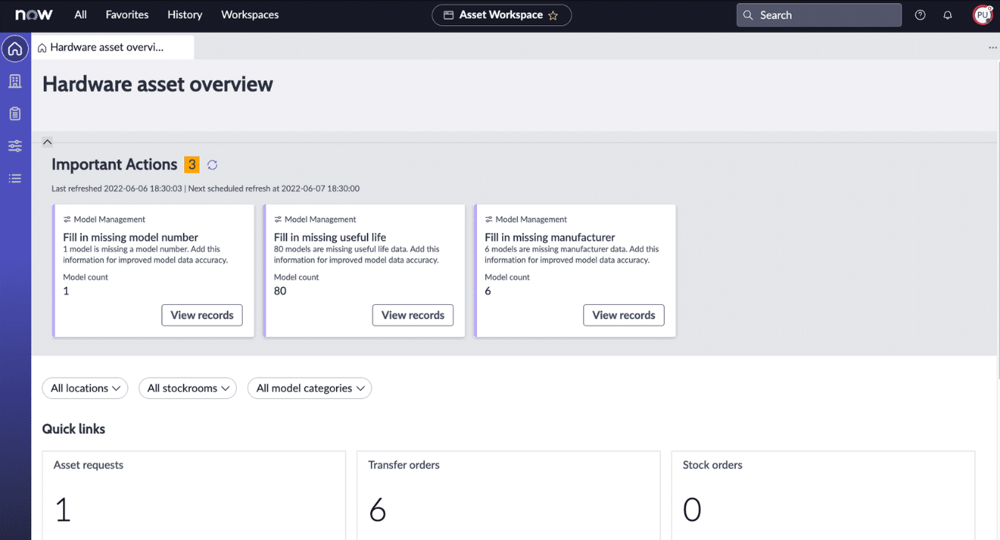 now All Favorites History Workspaces Asset Workspace Search PU
Hardware asset overvi...
Hardware asset overview
Important Actions 3
Last refreshed 2022-06-06 18:30:03 | Next scheduled refresh at 2022-06-07 18:30:00
Model Management
Fill in missing model number
1 model is missing a model number. Add this
information for improved model data accuracy.
Model count
1
View records
Model Management
Fill in missing useful life
80 models are missing useful life data. Add this
information for improved model data accuracy.
Model count
80
View records
Model Management
Fill in missing manufacturer
6 models are missing manufacturer data. Add this
information for improved model data accuracy.
Model count
6
View records
All locations All stockrooms All model categories
Quick links
Asset requests
1
Transfer orders
6
Stock orders
0